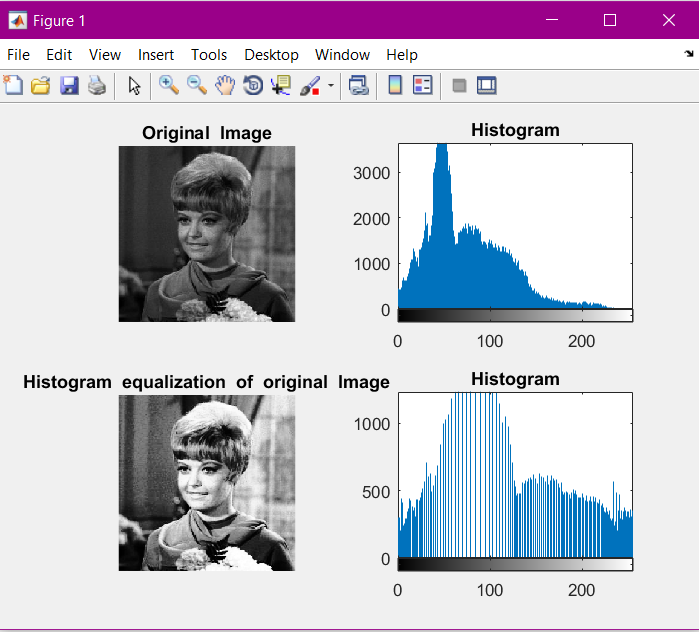 Figure 1
File Edit View Insert Tools Desktop Window Help
Original Image
Histogram
3000
2000
1000
0
0 100 200
Histogram equalization of original Image
Histogram
1000
500
0
0 100 200